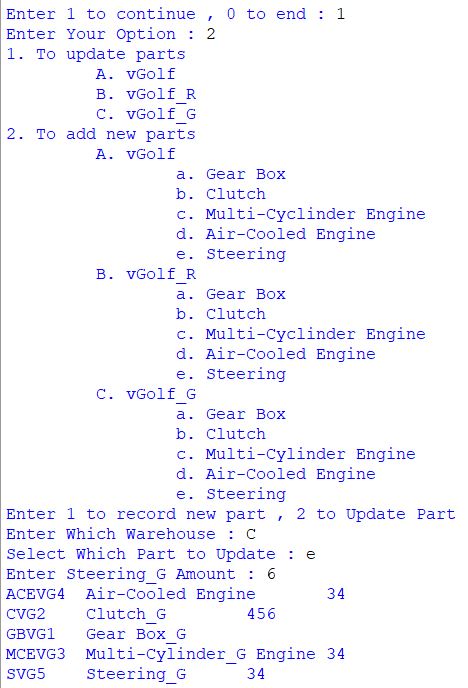 Enter 1 to continue , 0 to end : 1
Enter Your Option : 2
1. To update parts
A. vGolf
B. vGolf_R
C. vGolf_G
2. To add new parts
A. vGolf
a. Gear Box
b. Clutch
c. Multi-Cyclinder Engine
d. Air-Cooled Engine
e. Steering
B. vGolf_R
a. Gear Box
b. Clutch
c. Multi-Cyclinder Engine
d. Air-Cooled Engine
e. Steering
C. vGolf_G
a. Gear Box
b. Clutch
c. Multi-Cylinder Engine
d. Air-Cooled Engine
e. Steering
Enter 1 to record new part , 2 to Update Part
Enter Which Warehouse : C
Select Which Part to Update : e
Enter Steering_G Amount : 6
ACEVG4 Air-Cooled Engine 34
CVG2 Clutch_G 456
GBVG1 Gear Box_G
MCEVG3 Multi-Cylinder_G Engine 34
SVG5 Steering_G 34